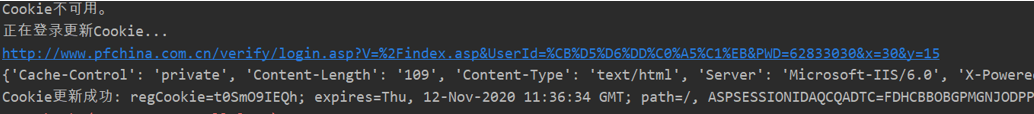 Cookie不可用。
正在登录更新Cookie...
http://www.pfchina.com.cn/verify/login.asp?V=%2Findex.asp&UserId=%CB%D5%D6%DD%C0%A5%C1%EB&PWD=62833030&x=30&y=15
{'Cache-Control': 'private', 'Content-Length': '109', 'Content-Type': 'text/html', 'Server': 'Microsoft-IIS/6.0', 'X-Powere
Cookie更新成功: regCookie=t0SmO9IEQh; expires=Thu, 12-Nov-2020 11:36:34 GMT; path=/, ASPSESSIONIDAQCQADTC=FDHCBBOBGPMGNJODPP